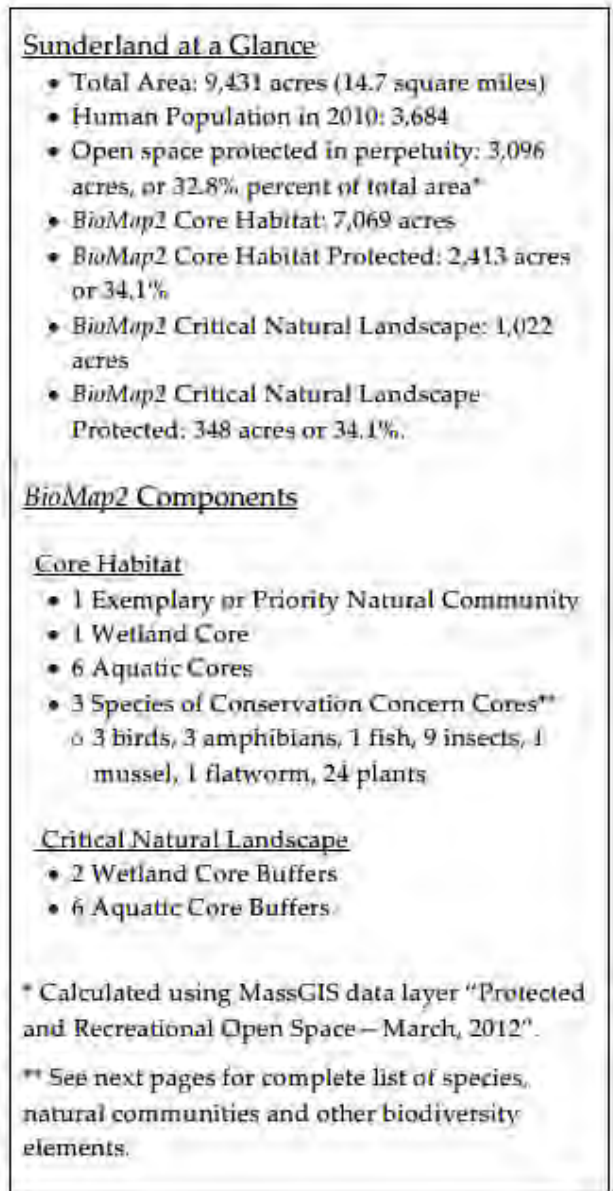 Sunderland at a Glance
• Total Area: 9,431 acres (14.7 square miles)
• Human Population in 2010: 3,684
• Open space protected in perpetuity: 3,096
acres, or 32.8% percent of total area*
• BioMap2 Core Habitat: 7,069 acres
• BioMap2 Core Habitat Protected: 2,413 acres
or 34.1%
• BioMap2 Critical Natural Landscape: 1,022
acres
• BioMap2 Critical Natural Landscape
Protected: 348 acres or 34.1%.
BioMap2 Components
Core Habitat
• 1 Exemplary or Priority Natural Community
• 1 Wetland Core
• 6 Aquatic Cores
• 3 Species of Conservation Concern Cores**
o 3 birds, 3 amphibians, 1 fish, 9 insects, 1
mussel, 1 flatworm, 24 plants
Critical Natural Landscape
• 2 Wetland Core Buffers
• 6 Aquatic Core Buffers
* Calculated using MassGIS data layer “Protected
and Recreational Open Space—March, 2012”.
** See next pages for complete list of species,
natural communities and other biodiversity
elements.